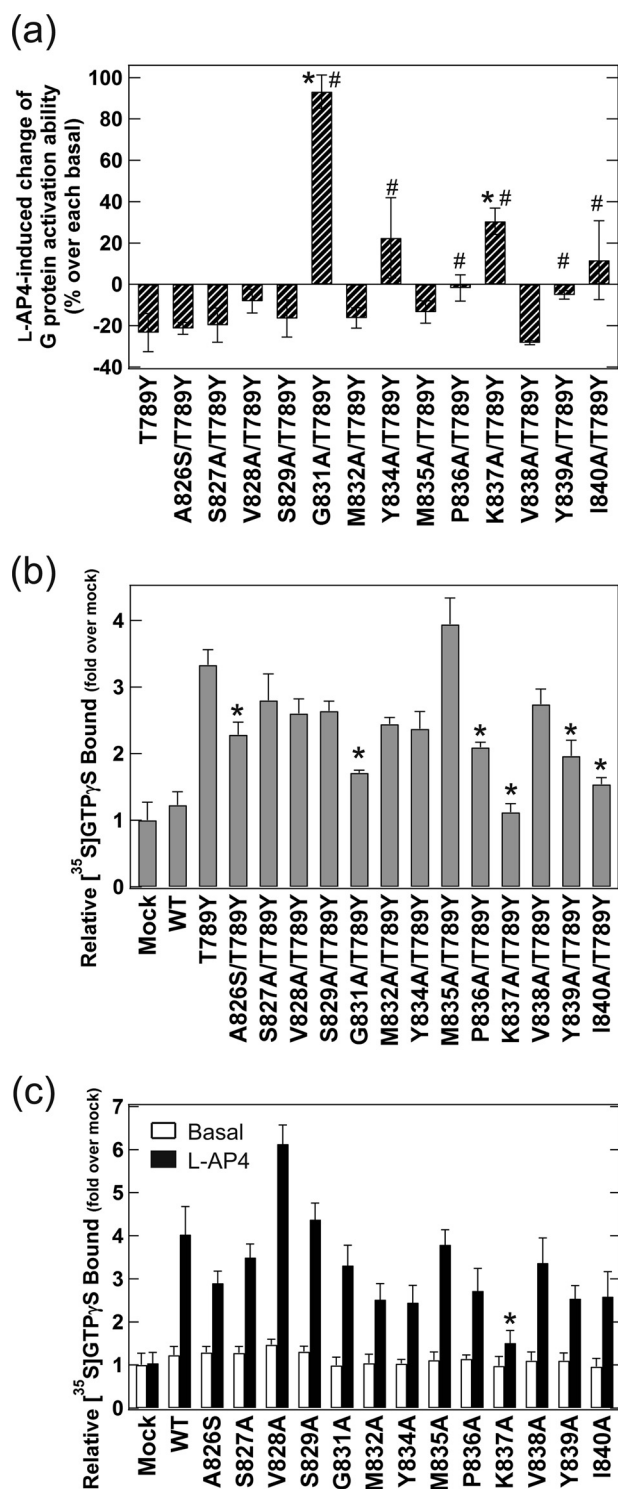 (a)
L-AP4-induced change of
G protein activation ability
(% over each basal)
100
80
60
40
20
0
-20
-40
* #
#
#
* #
#
#
T789Y
A826S/T789Y
S827A/T789Y
V828A/T789Y
S829A/T789Y
G831A/T789Y
M832A/T789Y
Y834A/T789Y
M835A/T789Y
P836A/T789Y
K837A/T789Y
V838A/T789Y
Y839A/T789Y
I840A/T789Y
(b)
Relative [35S]GTPγS Bound (fold over mock)
4
3
2
1
0
*
*
*
*
*
*
Mock
WT
T789Y
A826S/T789Y
S827A/T789Y
V828A/T789Y
S829A/T789Y
G831A/T789Y
M832A/T789Y
Y834A/T789Y
M835A/T789Y
P836A/T789Y
K837A/T789Y
V838A/T789Y
Y839A/T789Y
I840A/T789Y
(c)
Relative [35S]GTPγS Bound (fold over mock)
7
6
5
4
3
2
1
0
Basal
L-AP4
*
Mock
WT
A826S
S827A
V828A
S829A
G831A
M832A
Y834A
M835A
P836A
K837A
V838A
Y839A
I840A